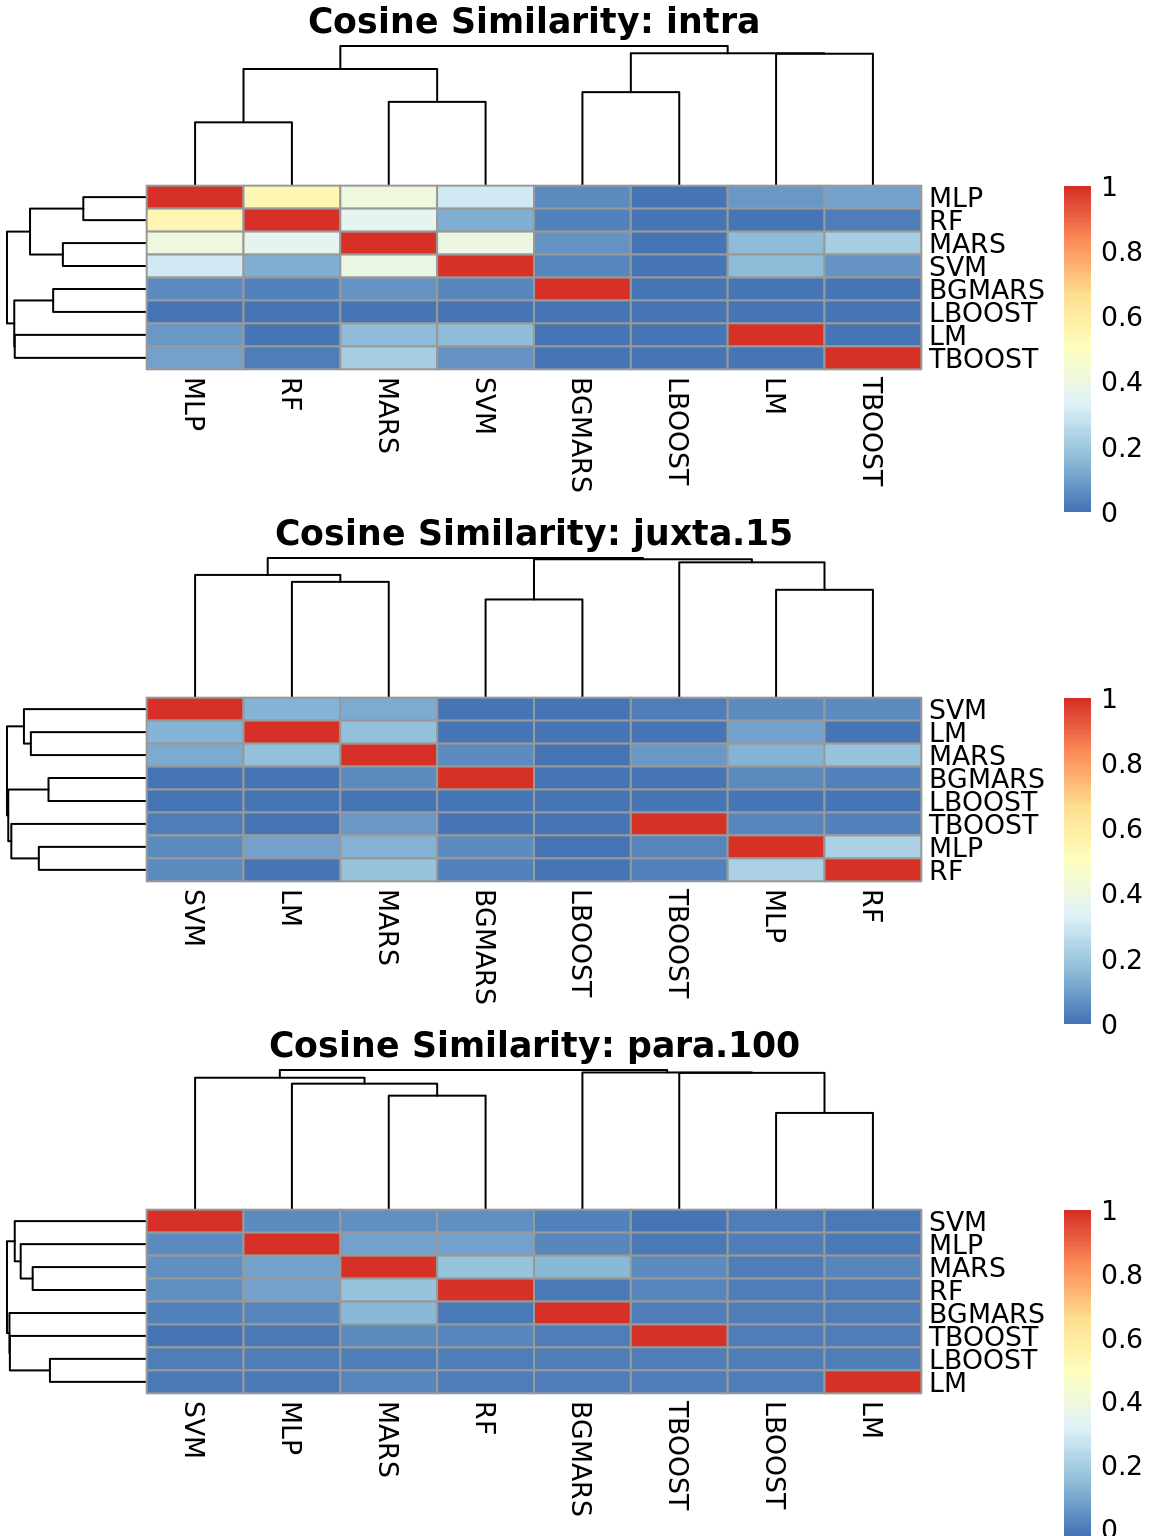 Cosine Similarity: intra
MLP
RF
MARS
SVM
BGMARS
LBOOST
LM
TBOOST
MLP
RF
MARS
SVM
BGMARS
LBOOST
LM
TBOOST
1
0.8
0.6
0.4
0.2
0
Cosine Similarity: juxta.15
SVM
LM
MARS
BGMARS
LBOOST
TBOOST
MLP
RF
SVM
LM
MARS
BGMARS
LBOOST
TBOOST
MLP
RF
1
0.8
0.6
0.4
0.2
0
Cosine Similarity: para.100
SVM
MLP
MARS
RF
BGMARS
TBOOST
LBOOST
LM
SVM
MLP
MARS
RF
BGMARS
TBOOST
LBOOST
LM
1
0.8
0.6
0.4
0.2
0